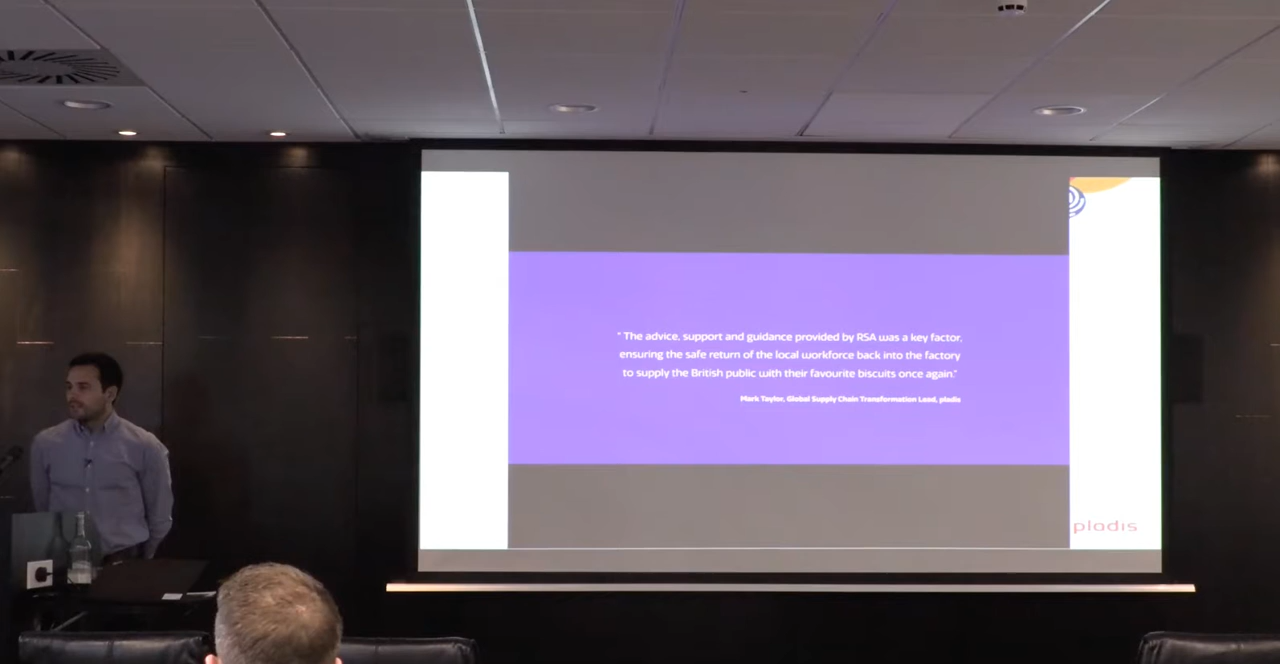 " The advice, support and guidance provided by RSA was a key factor,
ensuring the safe return of the local workforce back into the factory
to supply the British public with their favourite biscuits once again."
Mark Taylor, Global Supply Chain Transformation Lead, pladis
pladis